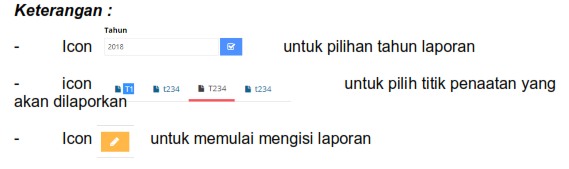 Keterangan :
Tahun
- Icon 2018 untuk pilihan tahun laporan
- icon T1 t234 T234 t234 untuk pilih titik penaatan yang
akan dilaporkan
- Icon untuk memulai mengisi laporan